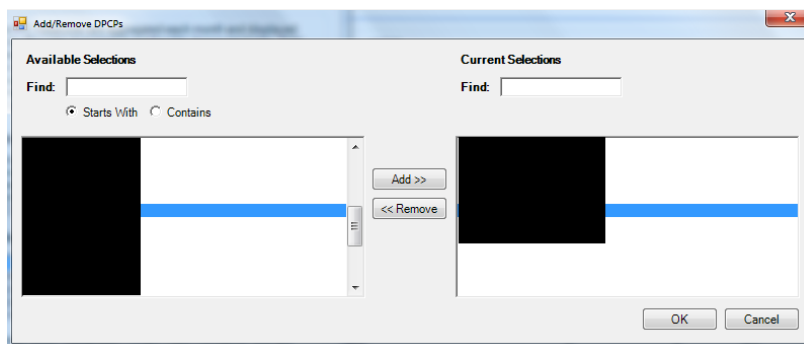 Add/Remove DPCPs
Available Selections
Current Selections
Find:
Find:
Starts With
Contains
Add >>
<< Remove
OK
Cancel